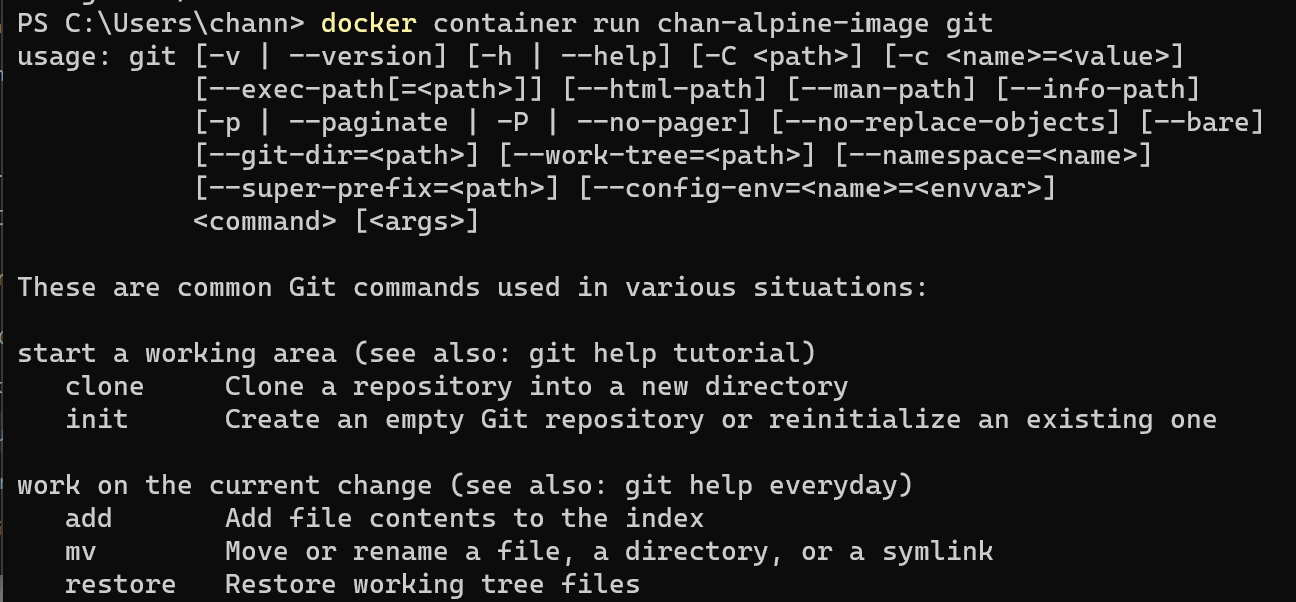 PS C:\Users\chann> docker container run chan-alpine-image git
usage: git [-v | --version] [-h | --help] [-C <path>] [-c <name>=<value>]
           [--exec-path[=<path>]] [--html-path] [--man-path] [--info-path]
           [-p | --paginate | -P | --no-pager] [--no-replace-objects] [--bare]
           [--git-dir=<path>] [--work-tree=<path>] [--namespace=<name>]
           [--super-prefix=<path>] [--config-env=<name>=<envvar>]
           <command> [<args>]

These are common Git commands used in various situations:

start a working area (see also: git help tutorial)
   clone     Clone a repository into a new directory
   init      Create an empty Git repository or reinitialize an existing one

work on the current change (see also: git help everyday)
   add       Add file contents to the index
   mv        Move or rename a file, a directory, or a symlink
   restore   Restore working tree files